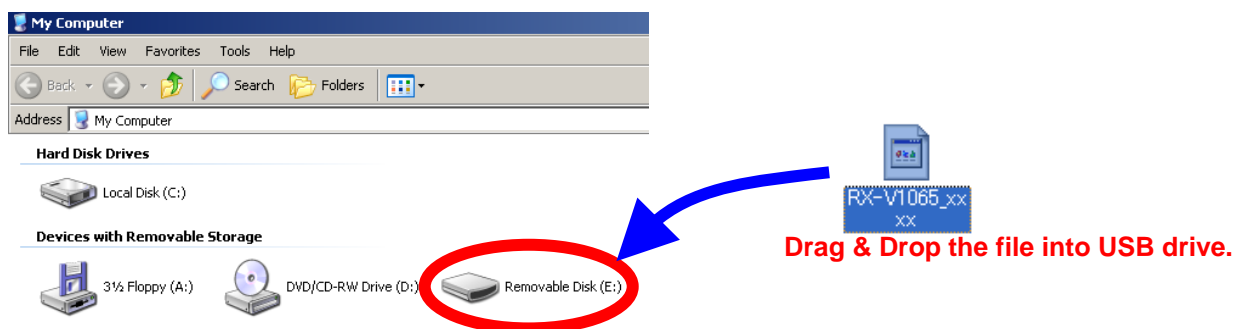 My Computer
File Edit View Favorites Tools Help
Back Search Folders
Address My Computer
Hard Disk Drives
Local Disk (C:)
Devices with Removable Storage
3½ Floppy (A:) DVD/CD-RW Drive (D:) Removable Disk (E:)
RX-V1065_xx
xx
Drag & Drop the file into USB drive.